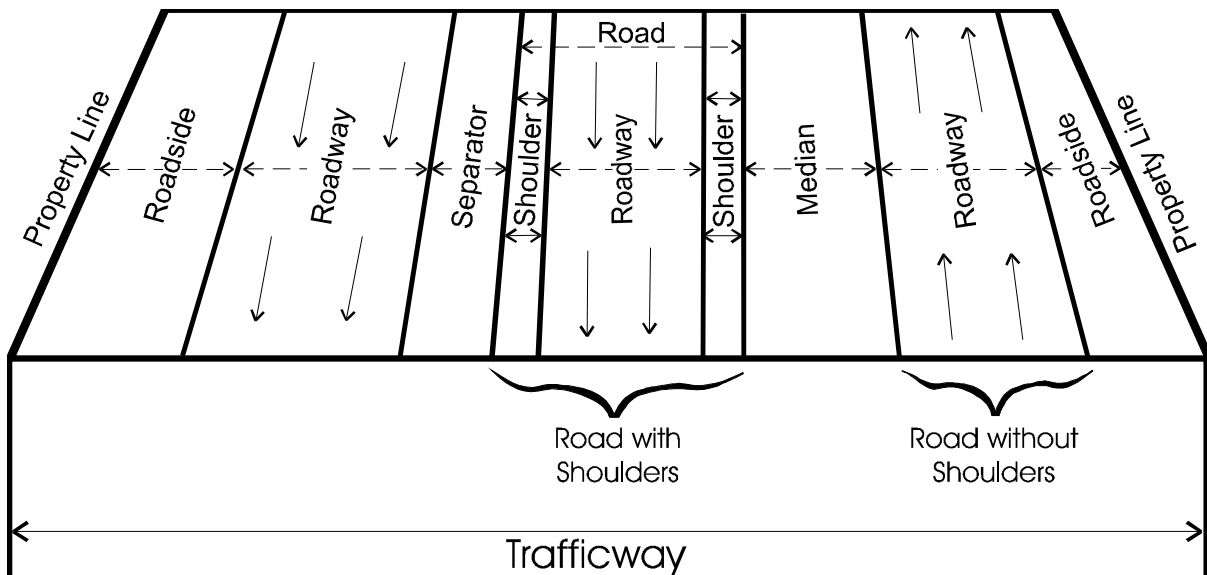 Road
Property Line
Roadside
Roadway
Separator
Shoulder
Roadway
Shoulder
Median
Roadway
Roadside
Property Line
Road with
Shoulders
Road without
Shoulders
Trafficway